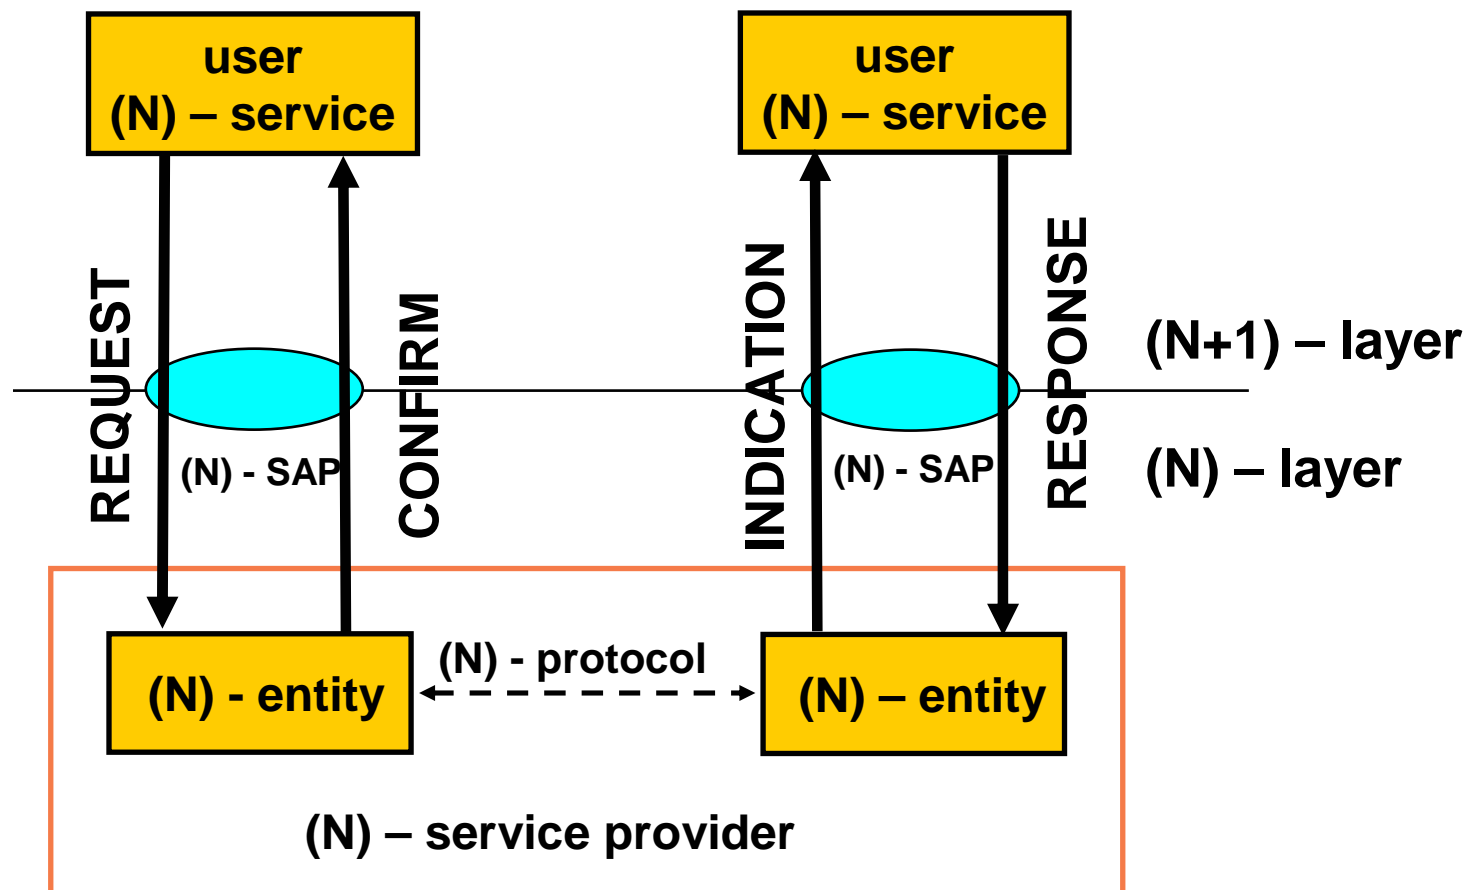 user
(N) – service
user
(N) – service
REQUEST
CONFIRM
INDICATION
RESPONSE
(N+1) – layer
(N) - SAP
(N) - SAP
(N) – layer
(N) - protocol
(N) - entity
(N) – entity
(N) – service provider